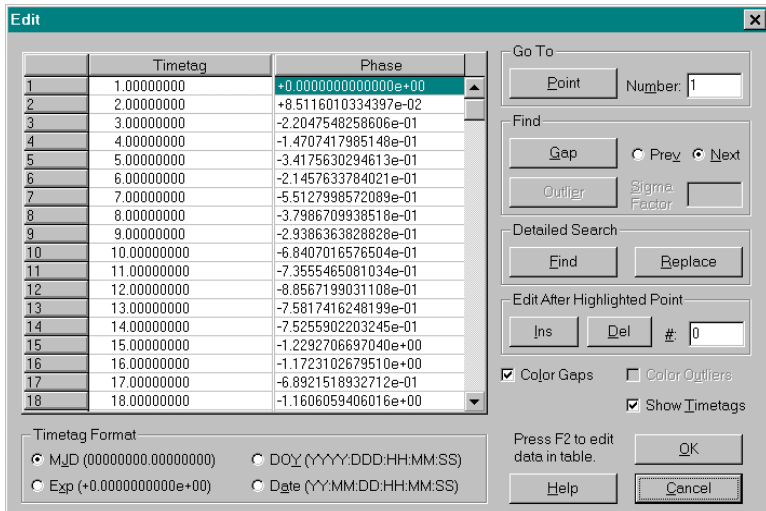 Edit
Timetag Phase
1 1.00000000 +0.0000000000000e+00
2 2.00000000 +8.5116010334397e-02
3 3.00000000 -2.2047548258606e-01
4 4.00000000 -1.4707417985148e-01
5 5.00000000 -3.4175630294613e-01
6 6.00000000 -2.1457633784021e-01
7 7.00000000 -5.5127998572089e-01
8 8.00000000 -3.7986709938518e-01
9 9.00000000 -2.9386363828828e-01
10 10.00000000 -6.8407016576504e-01
11 11.00000000 -7.3555465081034e-01
12 12.00000000 -8.8567199031108e-01
13 13.00000000 -7.5817416248199e-01
14 14.00000000 -7.5255902203245e-01
15 15.00000000 -1.2292706697040e+00
16 16.00000000 -1.1723102679510e+00
17 17.00000000 -6.8921518932712e-01
18 18.00000000 -1.1606059406016e+00
Go To
Point Number: 1
Find
Gap Prev Next
Outlier Sigma Factor
Detailed Search
Find Replace
Edit After Highlighted Point
Ins Del #: 0
Color Gaps Color Outliers
Show Timetags
Timetag Format
MJD (00000000.00000000) DOY (YYYY:DDD:HH:MM:SS)
Exp (+0.0000000000e+00) Date (YY:MM:DD:HH:MM:SS)
Press F2 to edit
data in table.
OK
Help Cancel